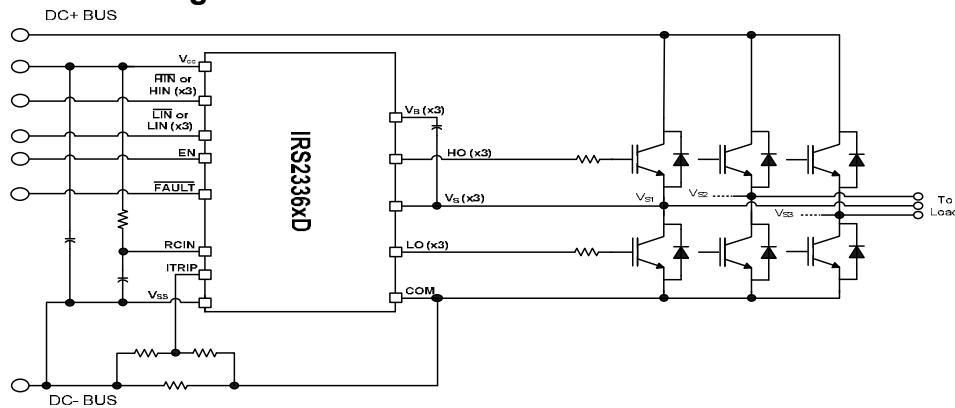 DC+ BUS
Vcc
HIN or
HIN (x3)
LIN or
LIN (x3)
EN
FAULT
RCIN
ITRIP
VSS
IRS2336xD
VB (x3)
HO (x3)
VS (x3)
LO (x3)
COM
VS1
VS2
VS3
To
Load
DC- BUS